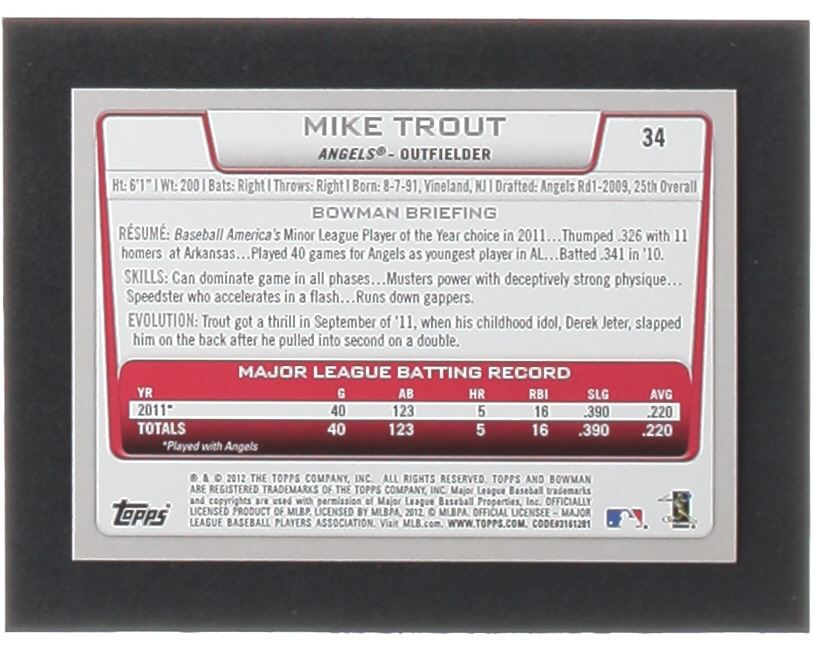 MIKE TROUT
34
ANGELS® - OUTFIELDER
Ht: 6'1" | Wt: 200 | Bats: Right | Throws: Right | Born: 8-7-91, Vineland, NJ | Drafted: Angels Rd1-2009, 25th Overall
BOWMAN BRIEFING
RÉSUMÉ: Baseball America's Minor League Player of the Year choice in 2011...Thumped .326 with 11
homers at Arkansas...Played 40 games for Angels as youngest player in AL...Batted .341 in '10.
SKILLS: Can dominate game in all phases...Musters power with deceptively strong physique...
Speedster who accelerates in a flash...Runs down gappers.
EVOLUTION: Trout got a thrill in September of '11, when his childhood idol, Derek Jeter, slapped
him on the back after he pulled into second on a double.
MAJOR LEAGUE BATTING RECORD
YR G AB HR RBI SLG AVG
2011* 40 123 5 16 .390 .220
TOTALS 40 123 5 16 .390 .220
*Played with Angels
® & © 2012 THE TOPPS COMPANY, INC. ALL RIGHTS RESERVED. TOPPS AND BOWMAN
ARE REGISTERED TRADEMARKS OF THE TOPPS COMPANY, INC. Major League Baseball trademarks
and copyrights are used with permission of Major League Baseball Properties, Inc. OFFICIALLY
LICENSED PRODUCT OF MLBP. LICENSED BY MLBPA, 2012. © MLBPA. OFFICIAL LICENSEE – MAJOR
LEAGUE BASEBALL PLAYERS ASSOCIATION. Visit MLB.com. WWW.TOPPS.COM. CODE#3161281
topps